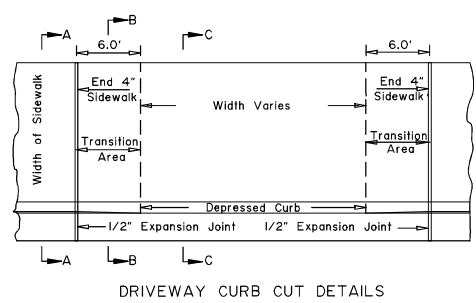 B
A
C
6.0'
6.0'
End 4"
Sidewalk
End 4"
Sidewalk
Width Varies
Width of Sidewalk
Transition
Area
Transition
Area
Depressed Curb
1/2" Expansion Joint
1/2" Expansion Joint
A
B
C
DRIVEWAY CURB CUT DETAILS